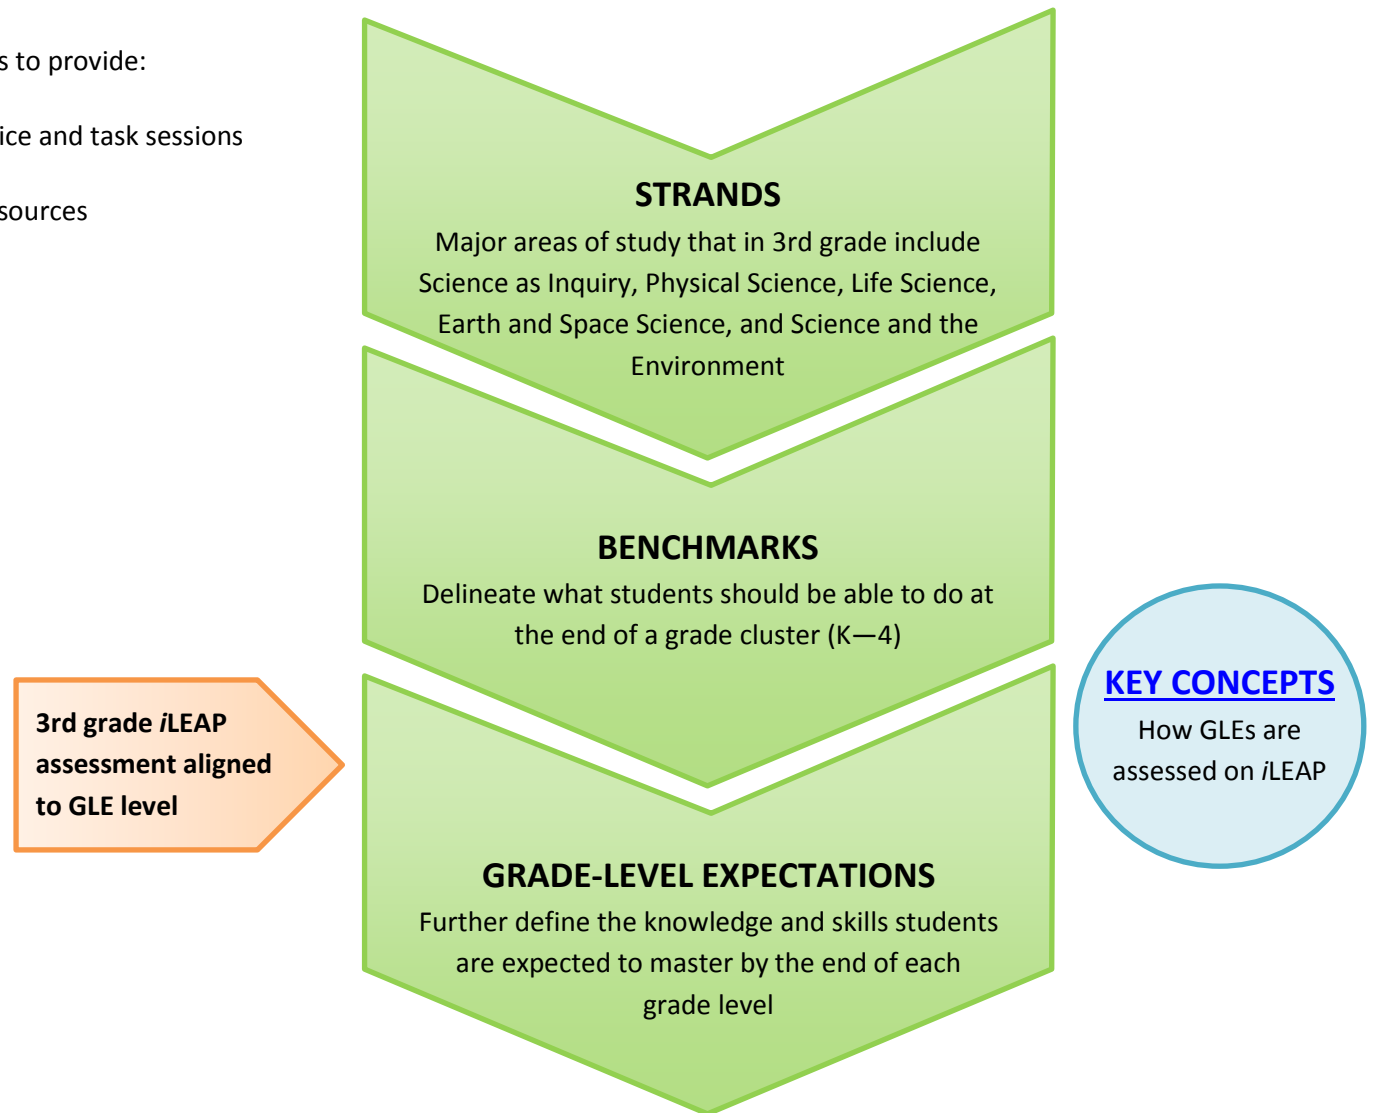 s to provide:
ice and task sessions
sources
STRANDS
Major areas of study that in 3rd grade include
Science as Inquiry, Physical Science, Life Science,
Earth and Space Science, and Science and the
Environment
BENCHMARKS
Delineate what students should be able to do at
the end of a grade cluster (K—4)
KEY CONCEPTS
How GLEs are
assessed on iLEAP
3rd grade iLEAP
assessment aligned
to GLE level
GRADE-LEVEL EXPECTATIONS
Further define the knowledge and skills students
are expected to master by the end of each
grade level